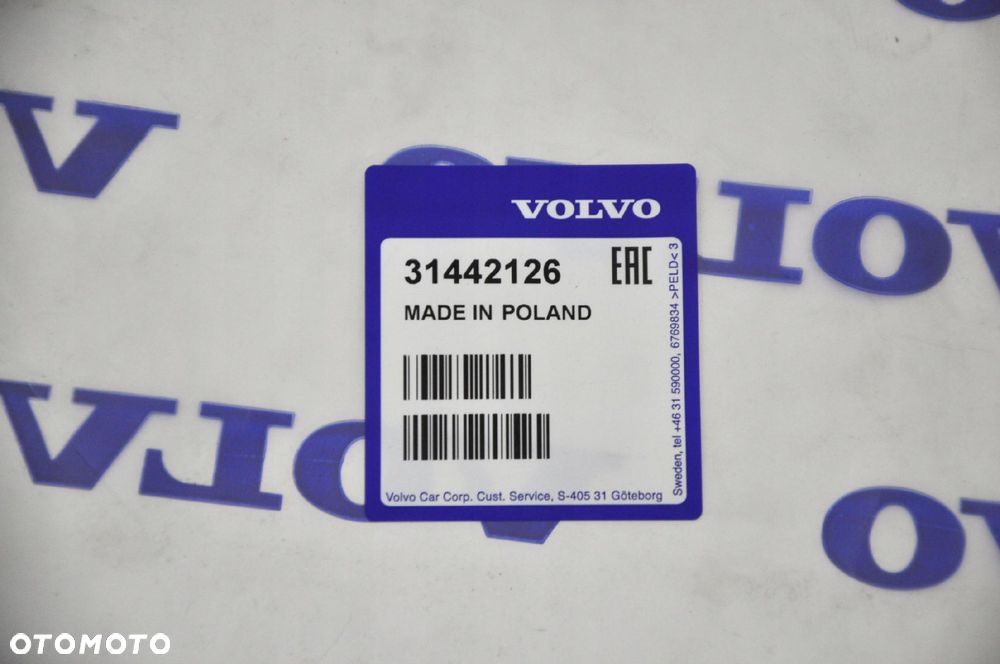 VOLVO
31442126 EAC
MADE IN POLAND
Volvo Car Corp. Cust. Service, S-405 31 Göteborg
Sweden, tel +46 31 590000, 6769834 >PELD< 3
OTOMOTO